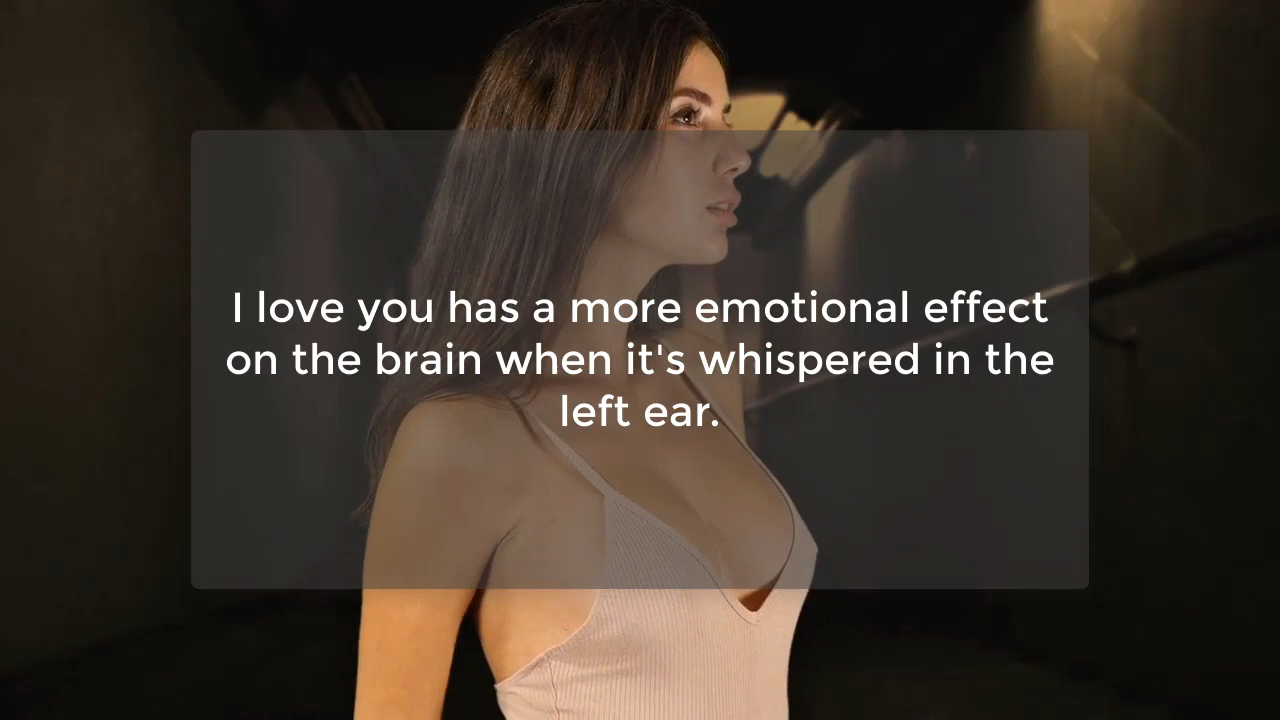 I love you has a more emotional effect
on the brain when it's whispered in the
left ear.